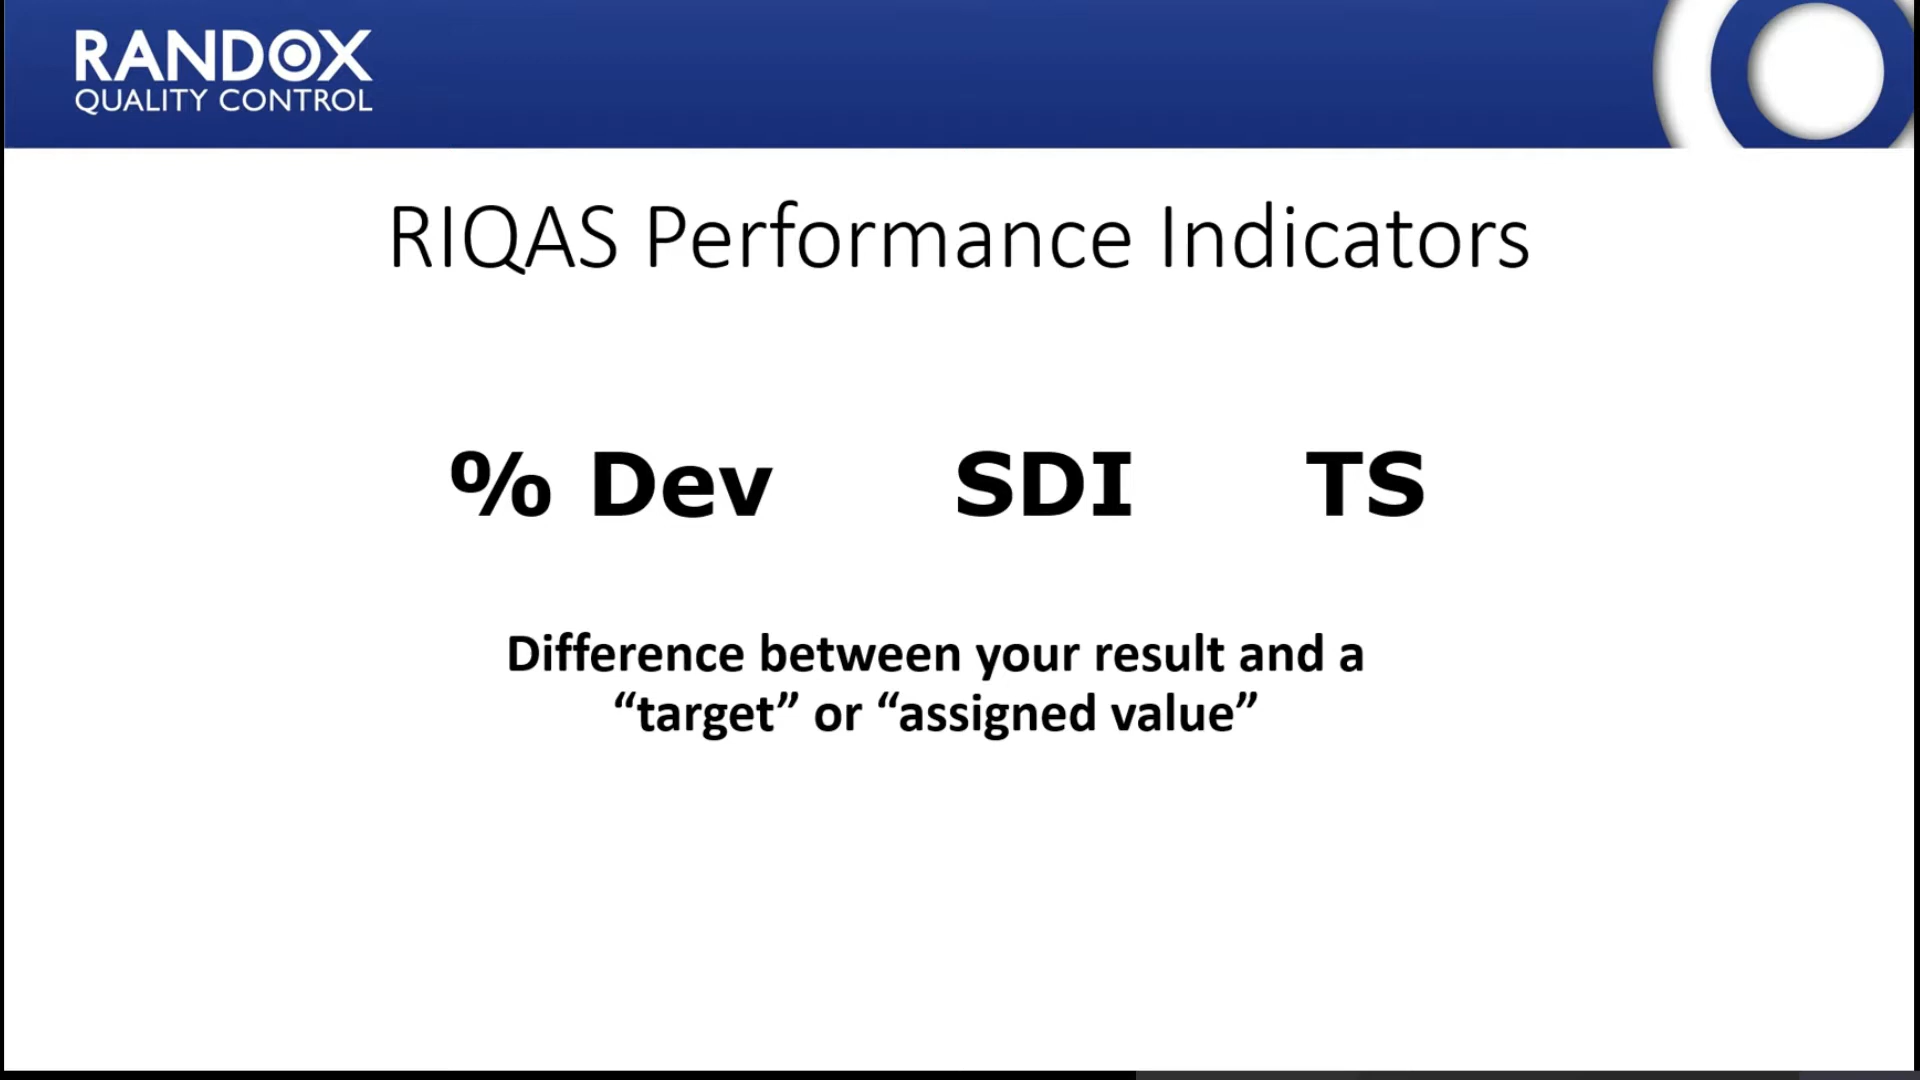 RANDOX
QUALITY CONTROL
RIQAS Performance Indicators
% Dev SDI TS
Difference between your result and a
“target” or “assigned value”